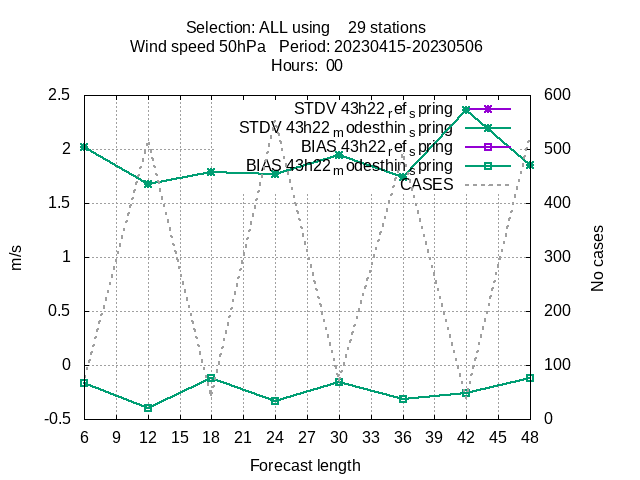 Selection: ALL using 29 stations
Wind speed 50hPa Period: 20230415-20230506
Hours: 00
STDV 43h22_ref_spring
STDV 43h22_modesthin_spring
BIAS 43h22_ref_spring
BIAS 43h22_modesthin_spring
CASES
2.5
2
1.5
1
0.5
0
-0.5
m/s
600
500
400
300
200
100
0
No cases
6 9 12 15 18 21 24 27 30 33 36 39 42 45 48
Forecast length